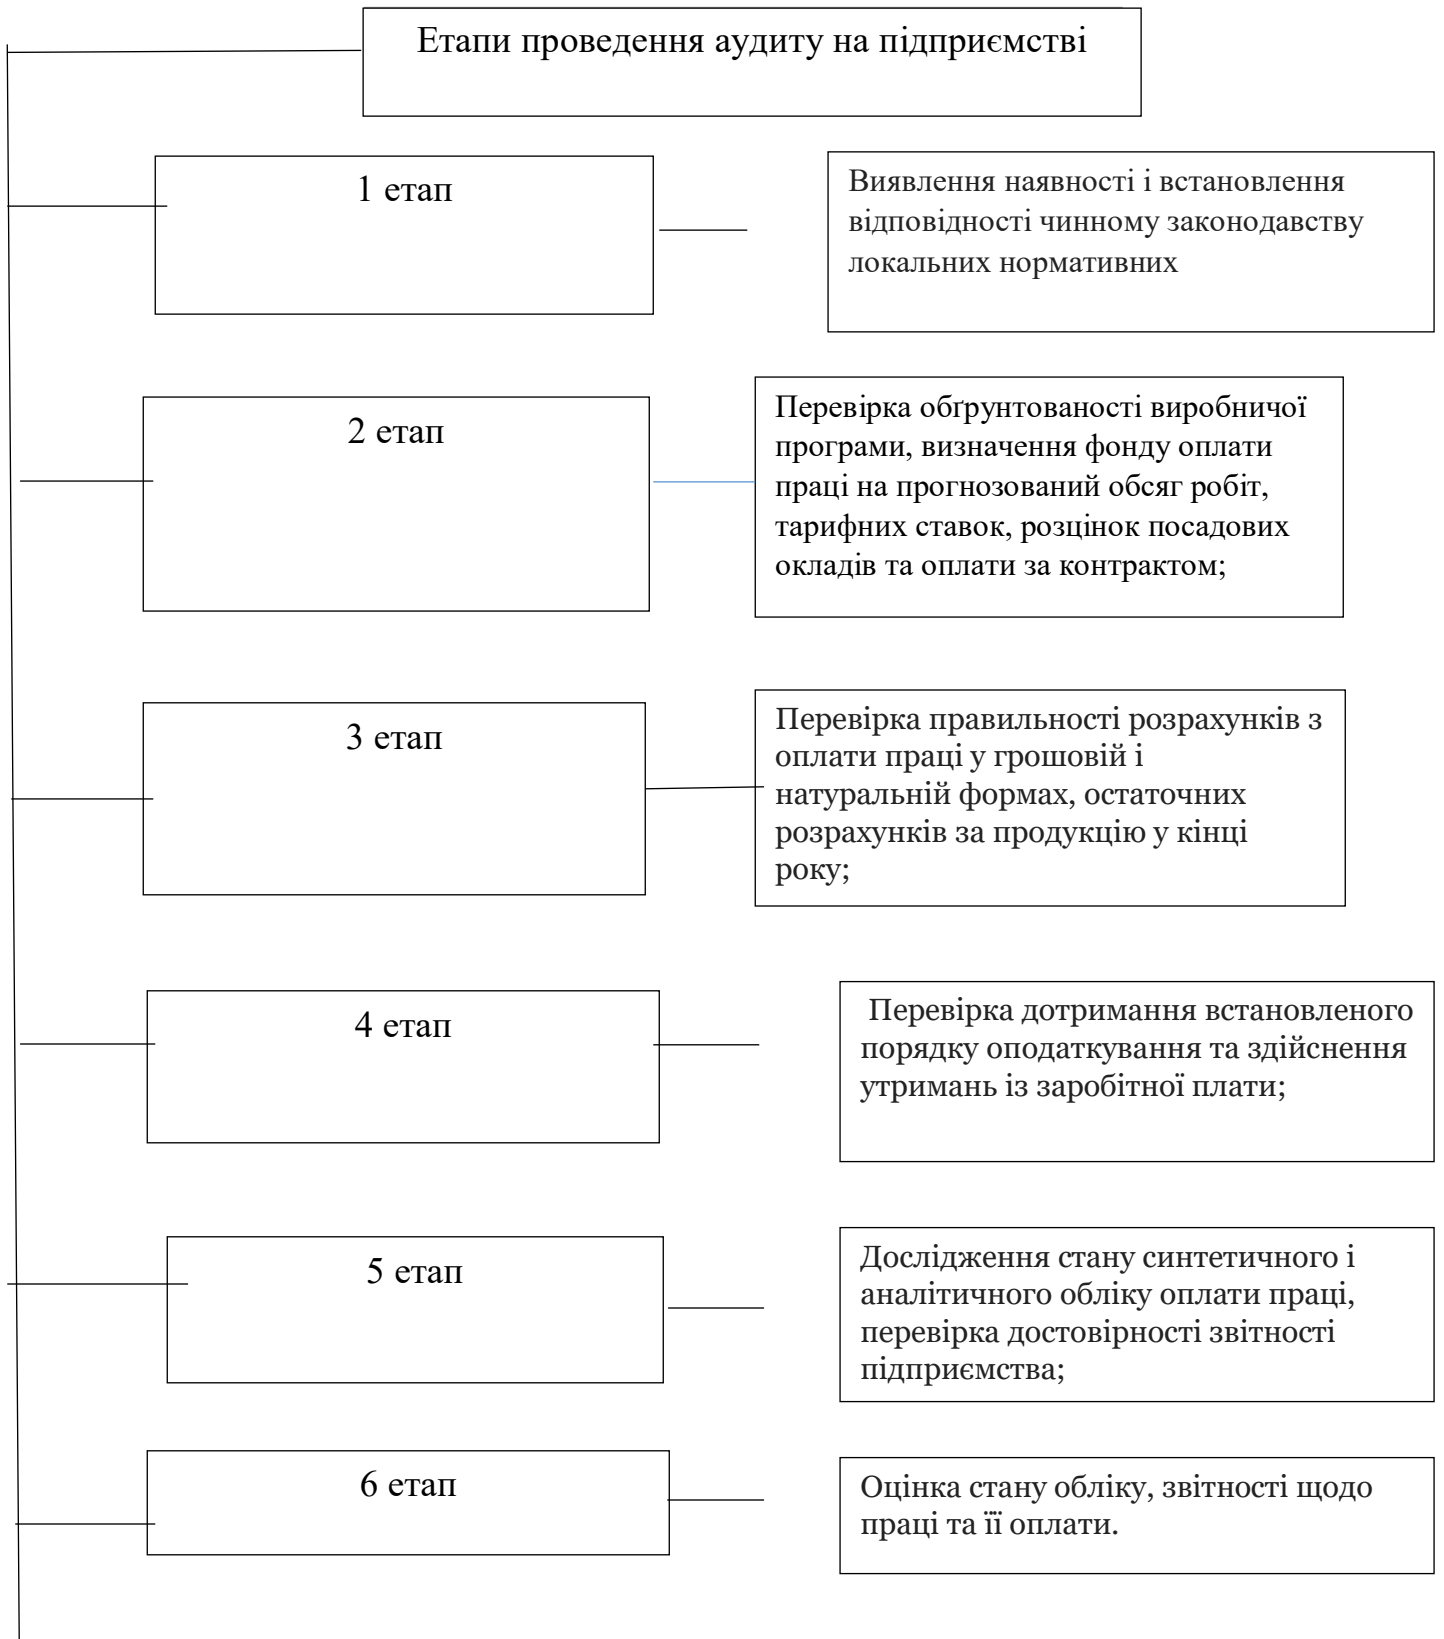 Етапи проведення аудиту на підприємстві
1 етап
Виявлення наявності і встановлення
відповідності чинному законодавству
локальних нормативних
2 етап
Перевірка обґрунтованості виробничої
програми, визначення фонду оплати
праці на прогнозований обсяг робіт,
тарифних ставок, розцінок посадових
окладів та оплати за контрактом;
3 етап
Перевірка правильності розрахунків з
оплати праці у грошовій і
натуральній формах, остаточних
розрахунків за продукцію у кінці
року;
4 етап
Перевірка дотримання встановленого
порядку оподаткування та здійснення
утримань із заробітної плати;
5 етап
Дослідження стану синтетичного і
аналітичного обліку оплати праці,
перевірка достовірності звітності
підприємства;
6 етап
Оцінка стану обліку, звітності щодо
праці та її оплати.